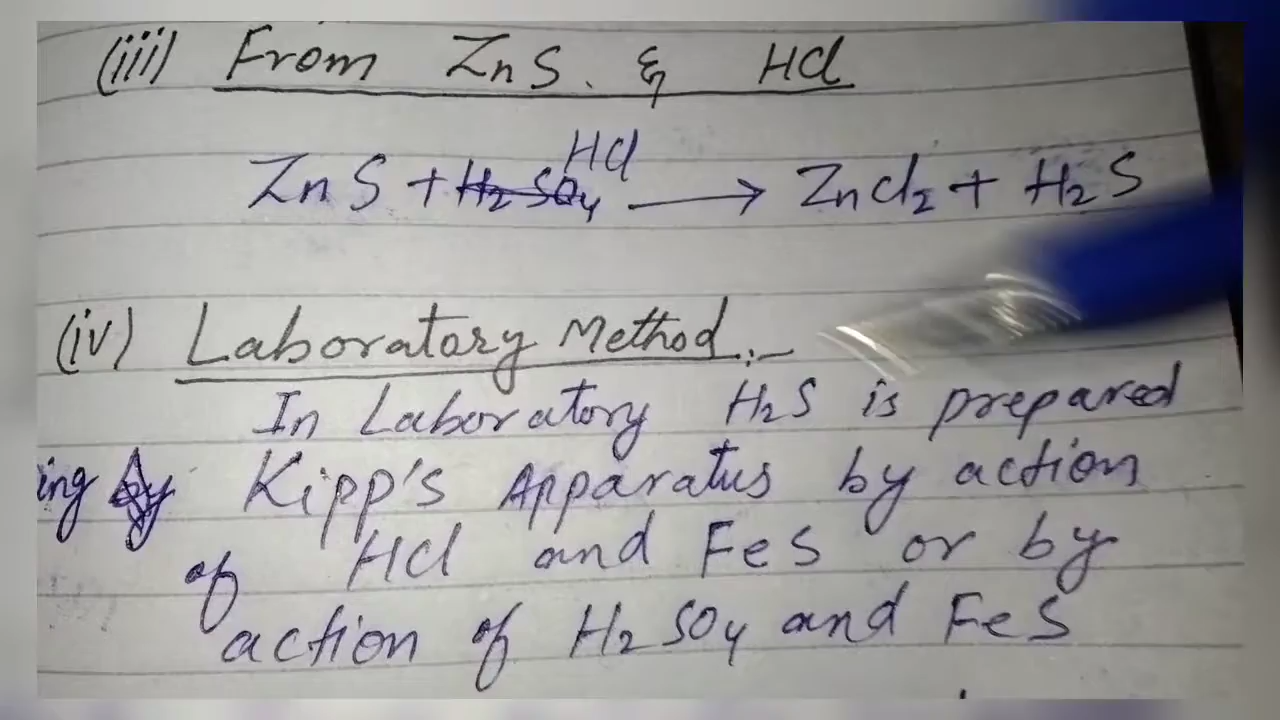 (iii) From ZnS. & HCl
HCl
ZnS + H₂SO₄ ⟶ ZnCl₂ + H₂S
(iv) Laboratory Method :-
In Laboratory H₂S is prepared
ing by Kipp's Apparatus by action
of HCl and FeS or by
action of H₂SO₄ and FeS